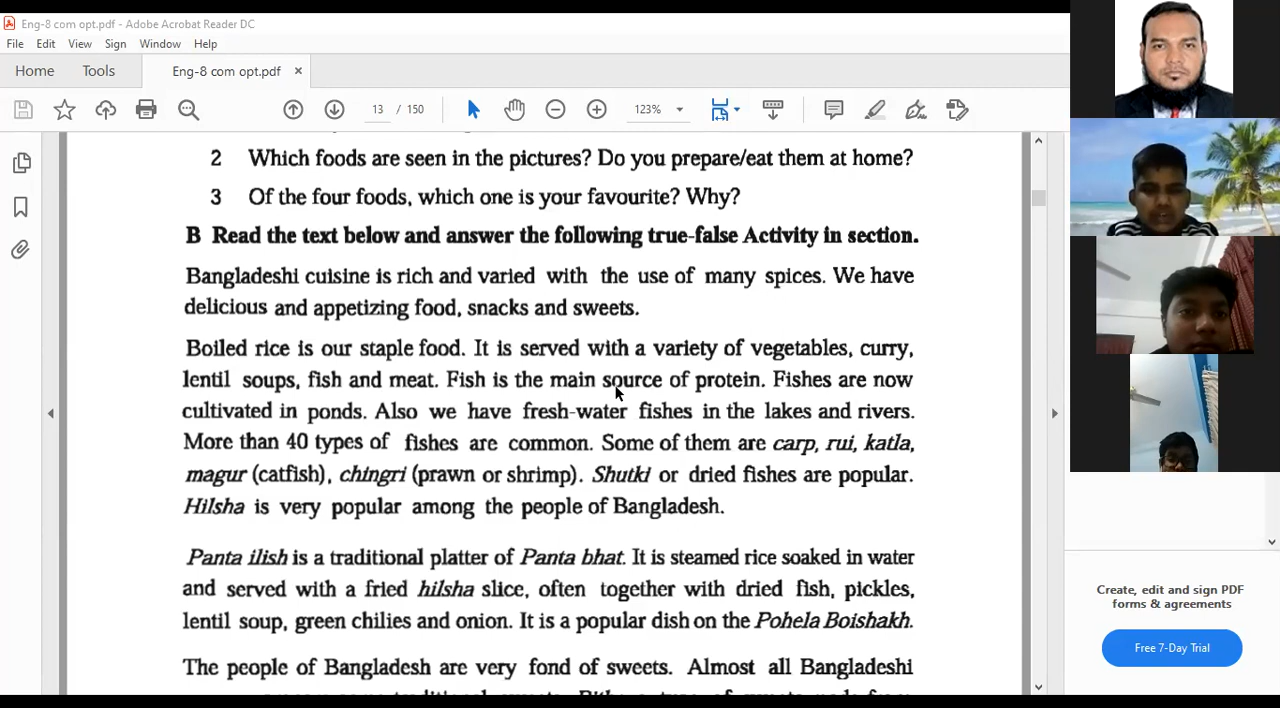 Eng-8 com opt.pdf - Adobe Acrobat Reader DC
File Edit View Sign Window Help
Home Tools Eng-8 com opt.pdf ×
13 / 150 123%
2 Which foods are seen in the pictures? Do you prepare/eat them at home?
3 Of the four foods, which one is your favourite? Why?
B Read the text below and answer the following true-false Activity in section.
Bangladeshi cuisine is rich and varied with the use of many spices. We have
delicious and appetizing food, snacks and sweets.
Boiled rice is our staple food. It is served with a variety of vegetables, curry,
lentil soups, fish and meat. Fish is the main source of protein. Fishes are now
cultivated in ponds. Also we have fresh-water fishes in the lakes and rivers.
More than 40 types of fishes are common. Some of them are carp, rui, katla,
magur (catfish), chingri (prawn or shrimp). Shutki or dried fishes are popular.
Hilsha is very popular among the people of Bangladesh.
Panta ilish is a traditional platter of Panta bhat. It is steamed rice soaked in water
and served with a fried hilsha slice, often together with dried fish, pickles,
lentil soup, green chilies and onion. It is a popular dish on the Pohela Boishakh.
The people of Bangladesh are very fond of sweets. Almost all Bangladeshi
Create, edit and sign PDF
forms & agreements
Free 7-Day Trial